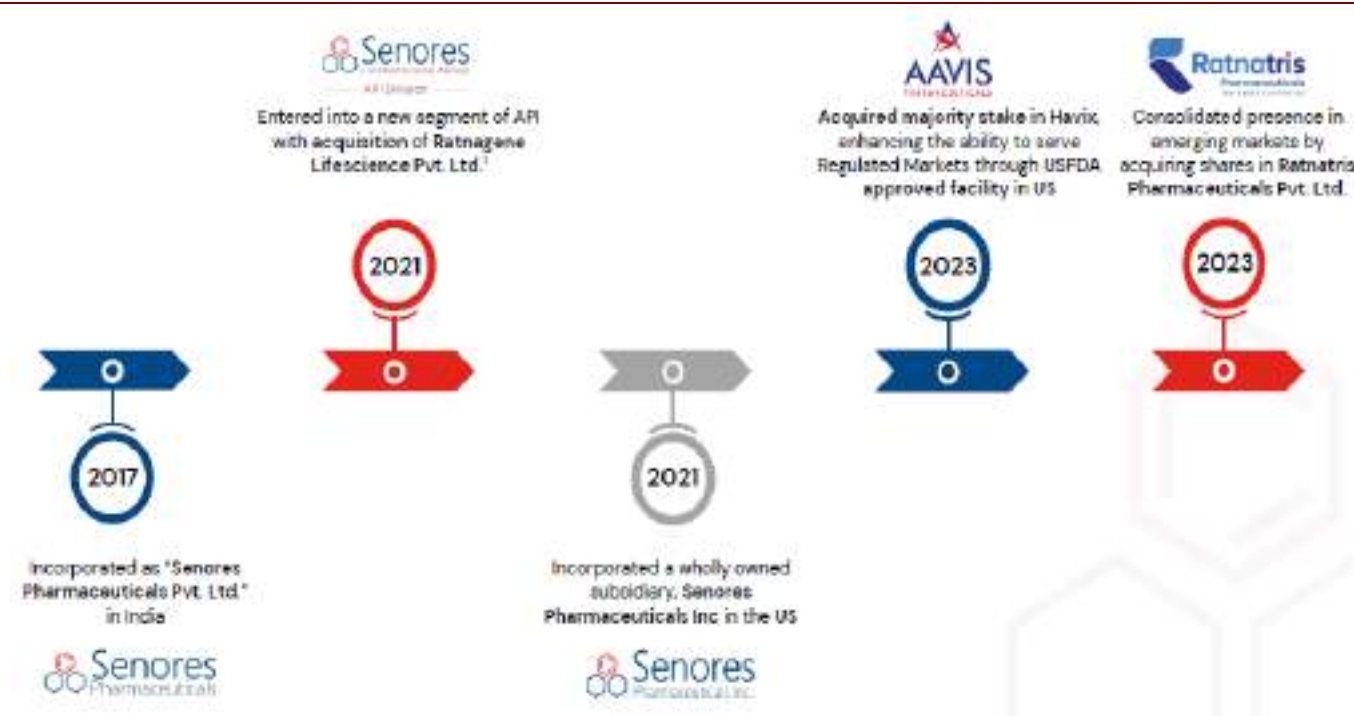 Senores
API Division
Entered into a new segment of API
with acquisition of Ratnagene
Lifescience Pvt. Ltd.¹
AAVIS
PHARMACEUTICALS
Acquired majority stake in Havix,
enhancing the ability to serve
Regulated Markets through USFDA
approved facility in US
Ratnatris
Pharmaceuticals
Consolidated presence in
emerging markets by
acquiring shares in Ratnatris
Pharmaceuticals Pvt. Ltd.
2021
2023
2023
2017
2021
Incorporated as "Senores
Pharmaceuticals Pvt. Ltd."
in India
Senores
Pharmaceuticals
Incorporated a wholly owned
subsidiary, Senores
Pharmaceuticals Inc in the US
Senores
Pharmaceutical Inc.